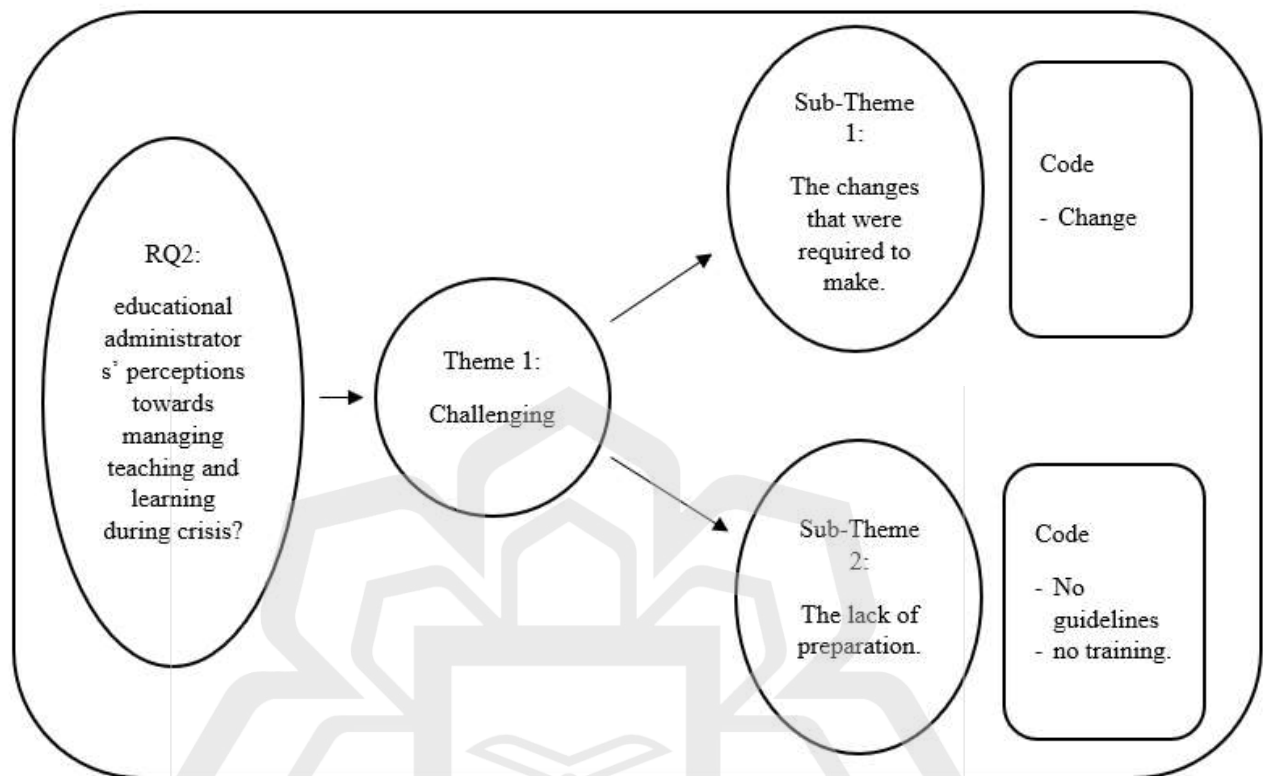 RQ2:
educational
administrator
s’ perceptions
towards
managing
teaching and
learning
during crisis?
Theme 1:
Challenging
Sub-Theme
1:
The changes
that were
required to
make.
Code
- Change
Sub-Theme
2:
The lack of
preparation.
Code
- No
guidelines
- no training.